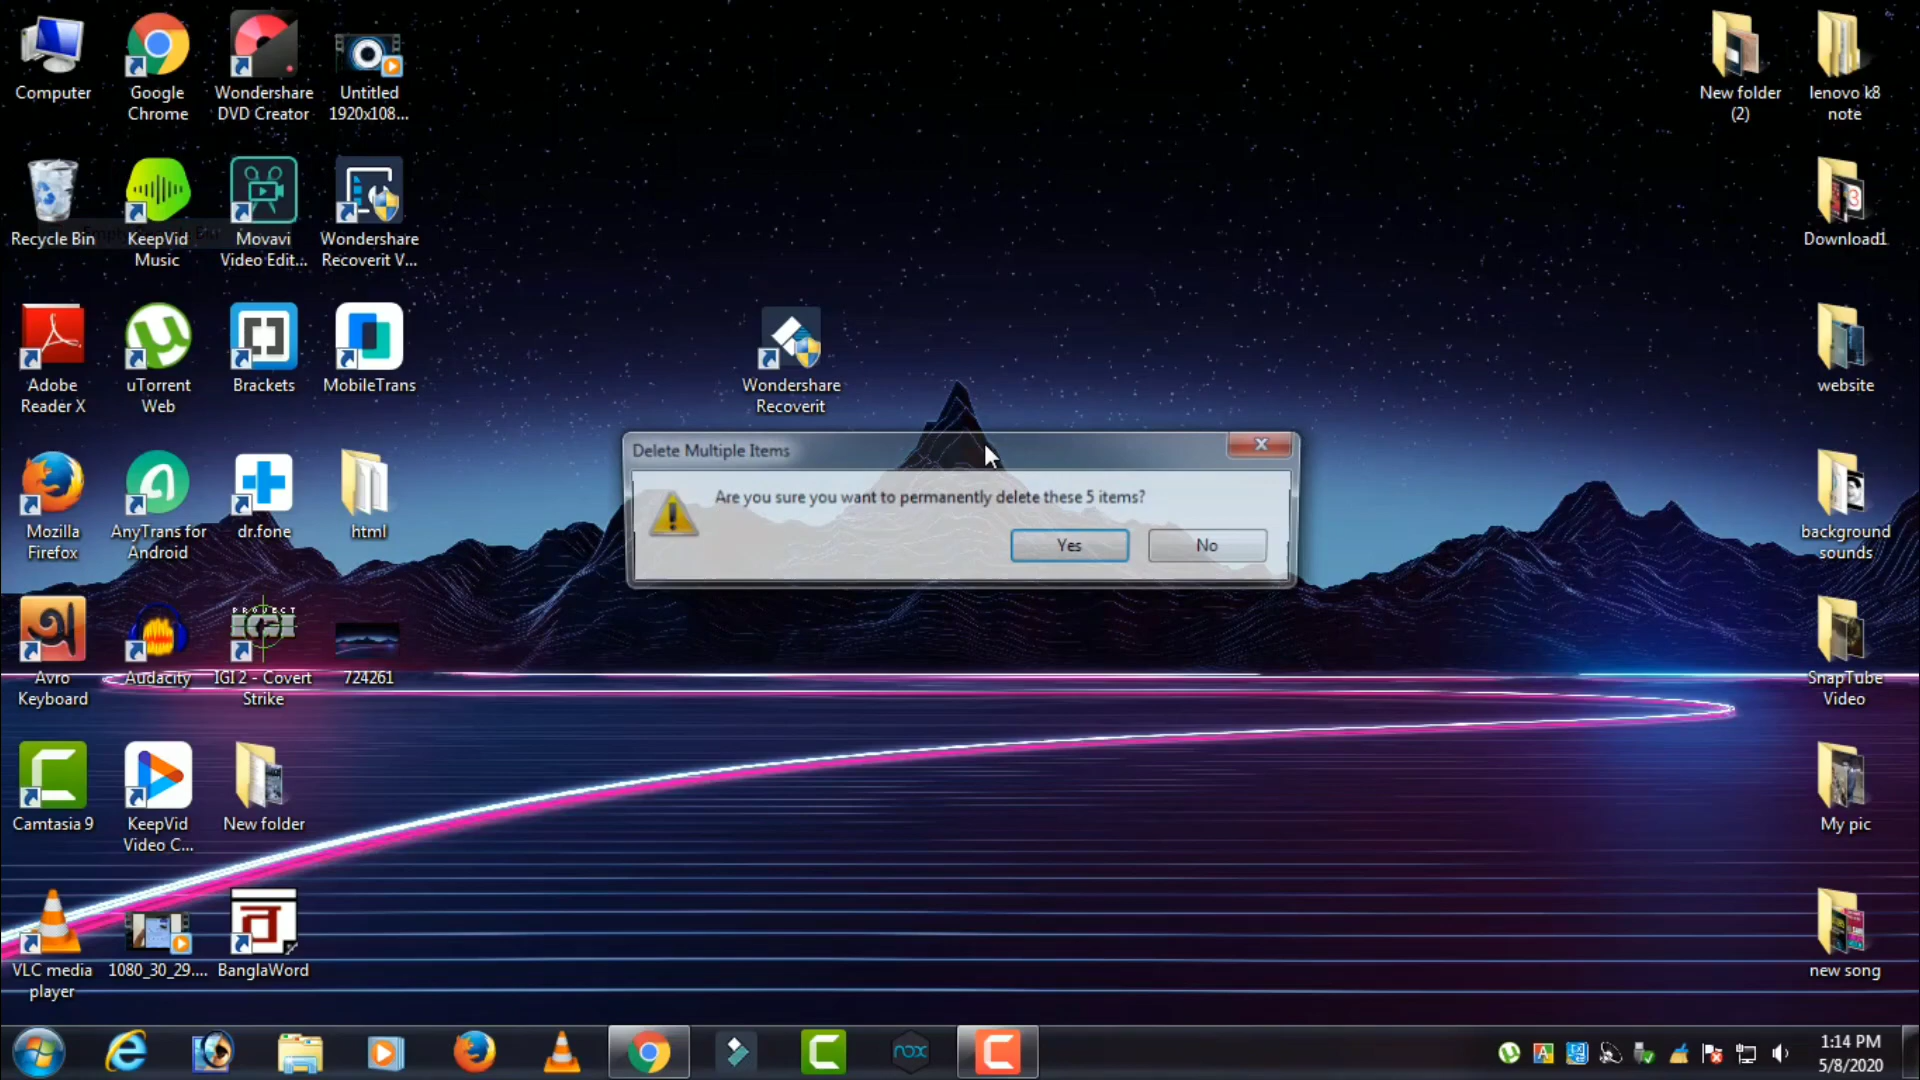 Computer
Google
Chrome
Wondershare
DVD Creator
Untitled
1920x108...
New folder
(2)
lenovo k8
note
Recycle Bin
KeepVid
Music
Movavi
Video Edit...
Wondershare
Recoverit V...
Download1
Adobe
Reader X
uTorrent
Web
Brackets
MobileTrans
Wondershare
Recoverit
website
Delete Multiple Items
Are you sure you want to permanently delete these 5 items?
Yes
No
Mozilla
Firefox
AnyTrans for
Android
dr.fone
html
background
sounds
PROJECT
IGI
Avro
Keyboard
Audacity
IGI 2 - Covert
Strike
724261
SnapTube
Video
Camtasia 9
KeepVid
Video C...
New folder
My pic
VLC media
player
1080_30_29....
BanglaWord
new song
nox
1:14 PM
5/8/2020